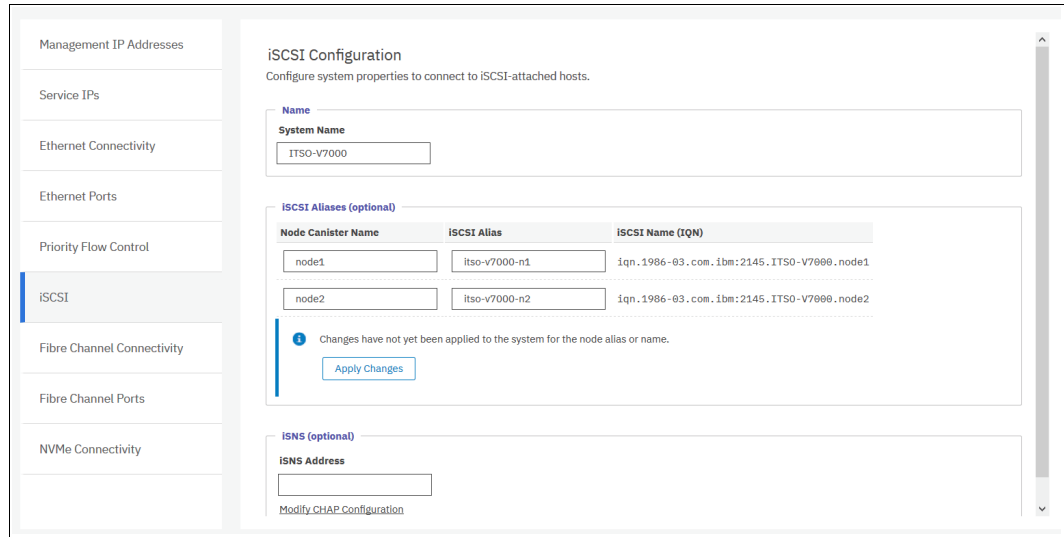 Management IP Addresses
Service IPs
Ethernet Connectivity
Ethernet Ports
Priority Flow Control
iSCSI
Fibre Channel Connectivity
Fibre Channel Ports
NVMe Connectivity
iSCSI Configuration
Configure system properties to connect to iSCSI-attached hosts.
Name
System Name
ITSO-V7000
iSCSI Aliases (optional)
Node Canister Name iSCSI Alias iSCSI Name (IQN)
node1 itso-v7000-n1 iqn.1986-03.com.ibm:2145.ITSO-V7000.node1
node2 itso-v7000-n2 iqn.1986-03.com.ibm:2145.ITSO-V7000.node2
Changes have not yet been applied to the system for the node alias or name.
Apply Changes
iSNS (optional)
iSNS Address
Modify CHAP Configuration